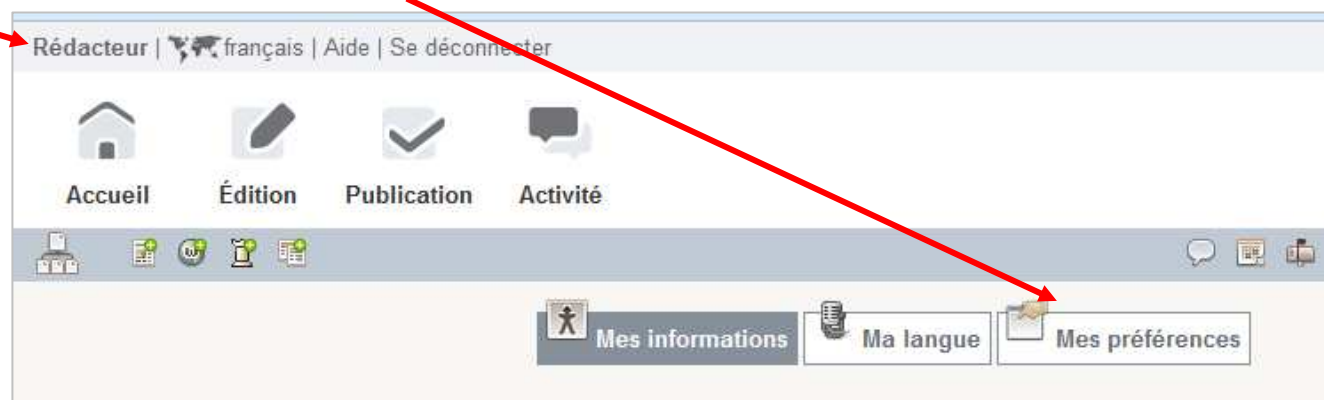 Rédacteur | français | Aide | Se déconnecter
Accueil Édition Publication Activité
Mes informations Ma langue Mes préférences